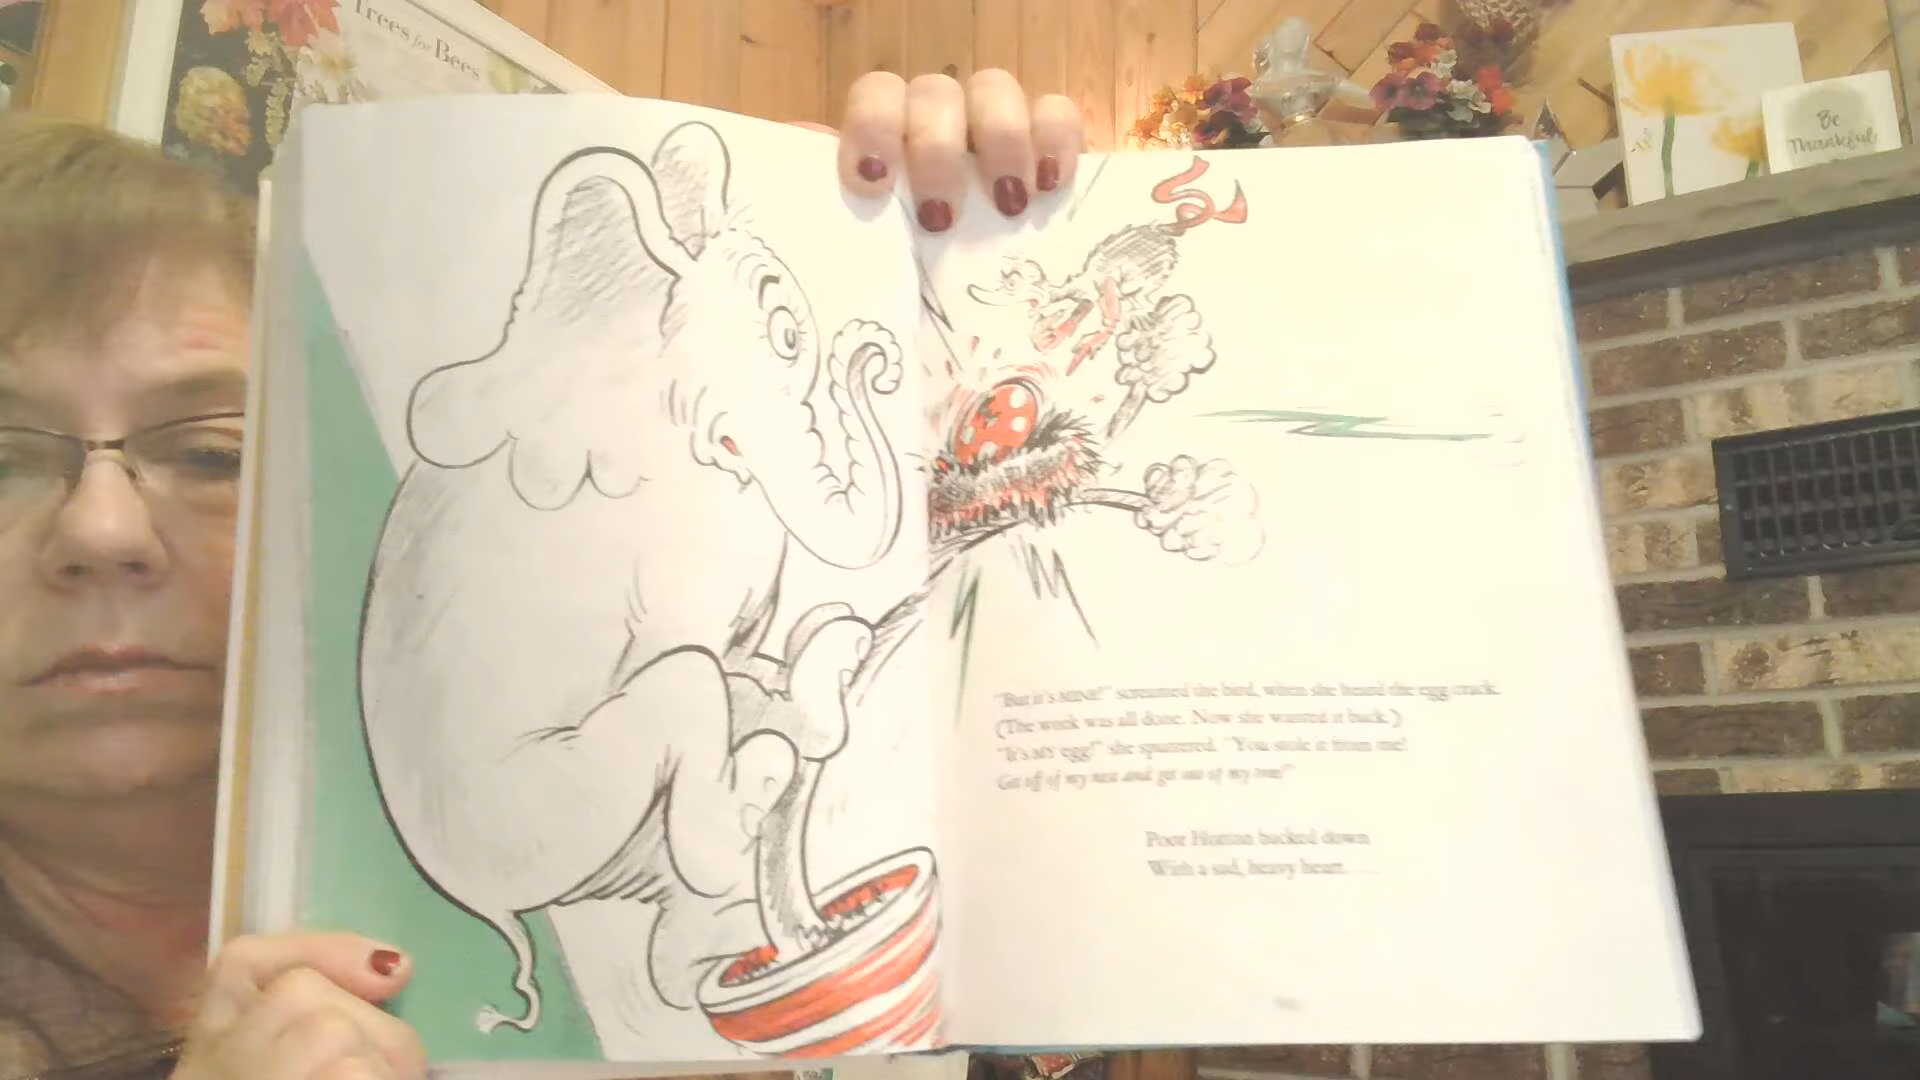 Trees for Bees
Be
Thankful
"But it's MINE!" screamed the bird, when she heard the egg crack.
(The work was all done. Now she wanted it back.)
"It's MY egg!" she sputtered. "You stole it from me!
Get off of my nest and get out of my tree!"
Poor Horton backed down
With a sad, heavy heart. . . .